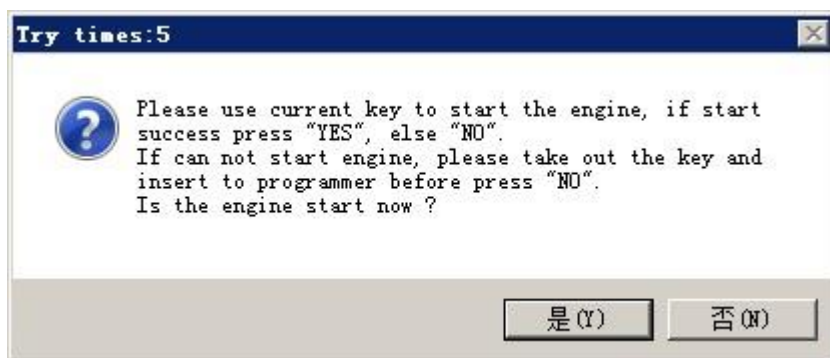 Try times:5
Please use current key to start the engine, if start
success press "YES", else "NO".
If can not start engine, please take out the key and
insert to programmer before press "NO".
Is the engine start now ?
是(Y)
否(N)